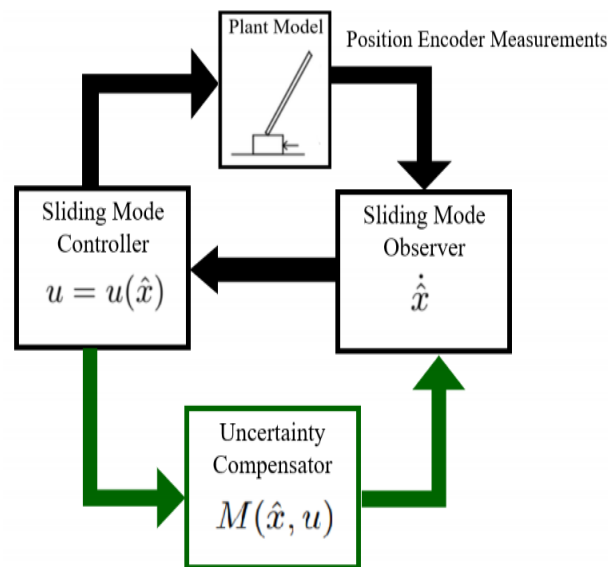 Plant Model
Position Encoder Measurements
Sliding Mode
Controller
u = u(x̂)
Sliding Mode
Observer
x̂̇
Uncertainty
Compensator
M(x̂, u)